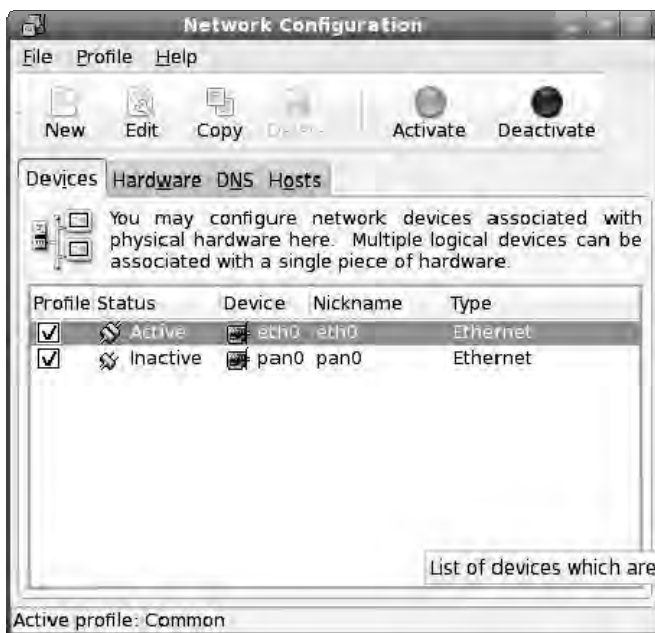 Network Configuration
File Profile Help
New Edit Copy Delete Activate Deactivate
Devices Hardware DNS Hosts
You may configure network devices associated with
physical hardware here. Multiple logical devices can be
associated with a single piece of hardware.
Profile Status Device Nickname Type
Active eth0 eth0 Ethernet
Inactive pan0 pan0 Ethernet
List of devices which are
Active profile: Common